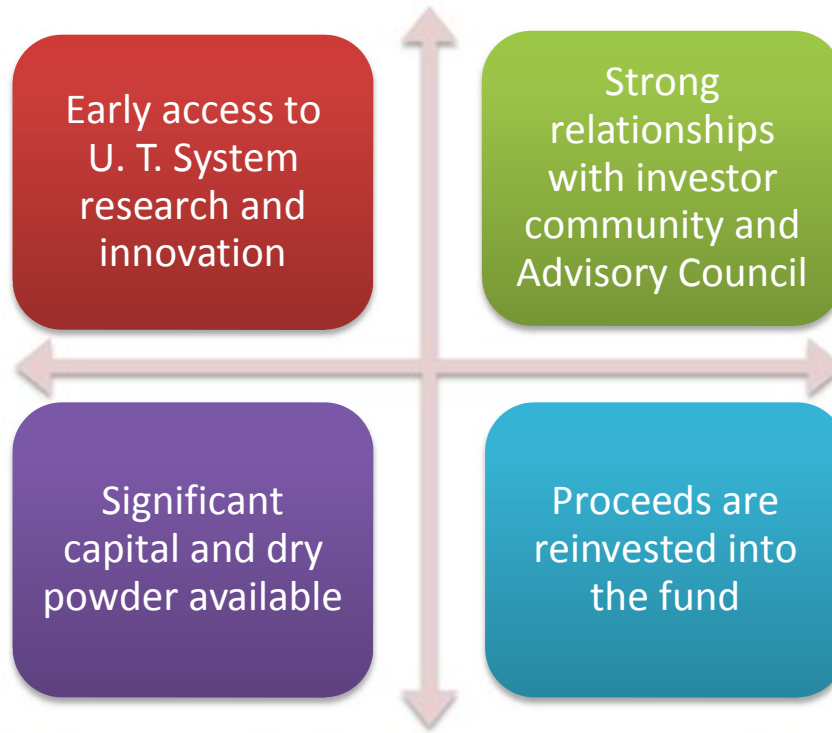 Early access to
U. T. System
research and
innovation
Strong
relationships
with investor
community and
Advisory Council
Significant
capital and dry
powder available
Proceeds are
reinvested into
the fund